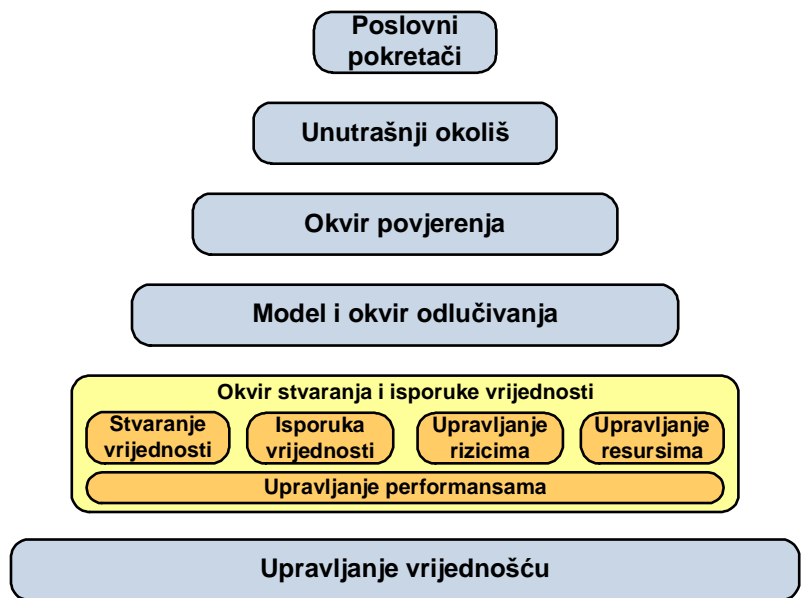 Poslovni
pokretači
Unutrašnji okoliš
Okvir povjerenja
Model i okvir odlučivanja
Okvir stvaranja i isporuke vrijednosti
Stvaranje
vrijednosti
Isporuka
vrijednosti
Upravljanje
rizicima
Upravljanje
resursima
Upravljanje performansama
Upravljanje vrijednošću